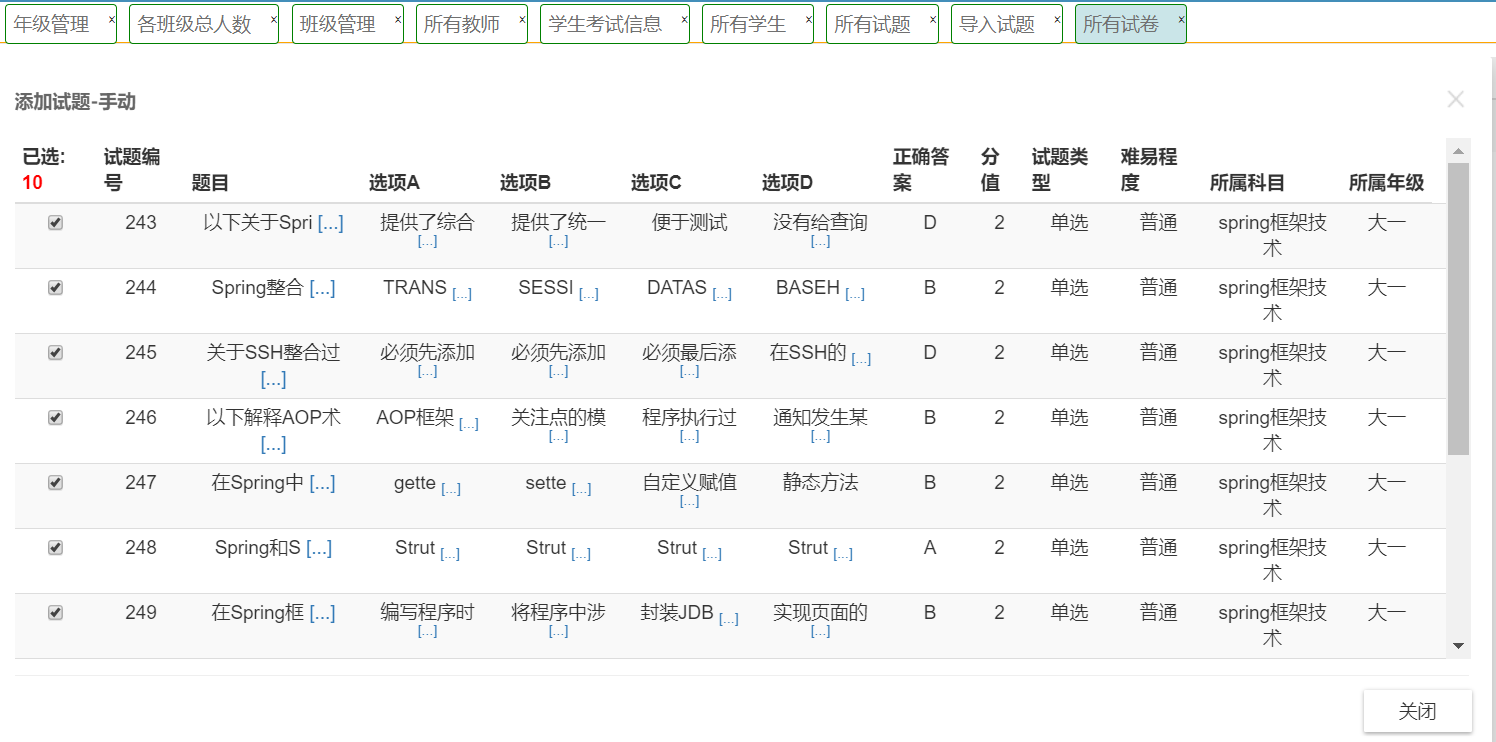 年级管理 × 各班级总人数 × 班级管理 × 所有教师 × 学生考试信息 × 所有学生 × 所有试题 × 导入试题 × 所有试卷 ×
添加试题-手动 ×
已选: 10 试题编号 题目 选项A 选项B 选项C 选项D 正确答案 分值 试题类型 难易程度 所属科目 所属年级
243 以下关于Spri [...] 提供了综合 [...] 提供了统一 [...] 便于测试 没有给查询 [...] D 2 单选 普通 spring框架技术 大一
244 Spring整合 [...] TRANS [...] SESSI [...] DATAS [...] BASEH [...] B 2 单选 普通 spring框架技术 大一
245 关于SSH整合过 [...] 必须先添加 [...] 必须先添加 [...] 必须最后添 [...] 在SSH的 [...] D 2 单选 普通 spring框架技术 大一
246 以下解释AOP术 [...] AOP框架 [...] 关注点的模 [...] 程序执行过 [...] 通知发生某 [...] B 2 单选 普通 spring框架技术 大一
247 在Spring中 [...] gette [...] sette [...] 自定义赋值 [...] 静态方法 B 2 单选 普通 spring框架技术 大一
248 Spring和S [...] Strut [...] Strut [...] Strut [...] Strut [...] A 2 单选 普通 spring框架技术 大一
249 在Spring框 [...] 编写程序时 [...] 将程序中涉 [...] 封装JDB [...] 实现页面的 [...] B 2 单选 普通 spring框架技术 大一
关闭